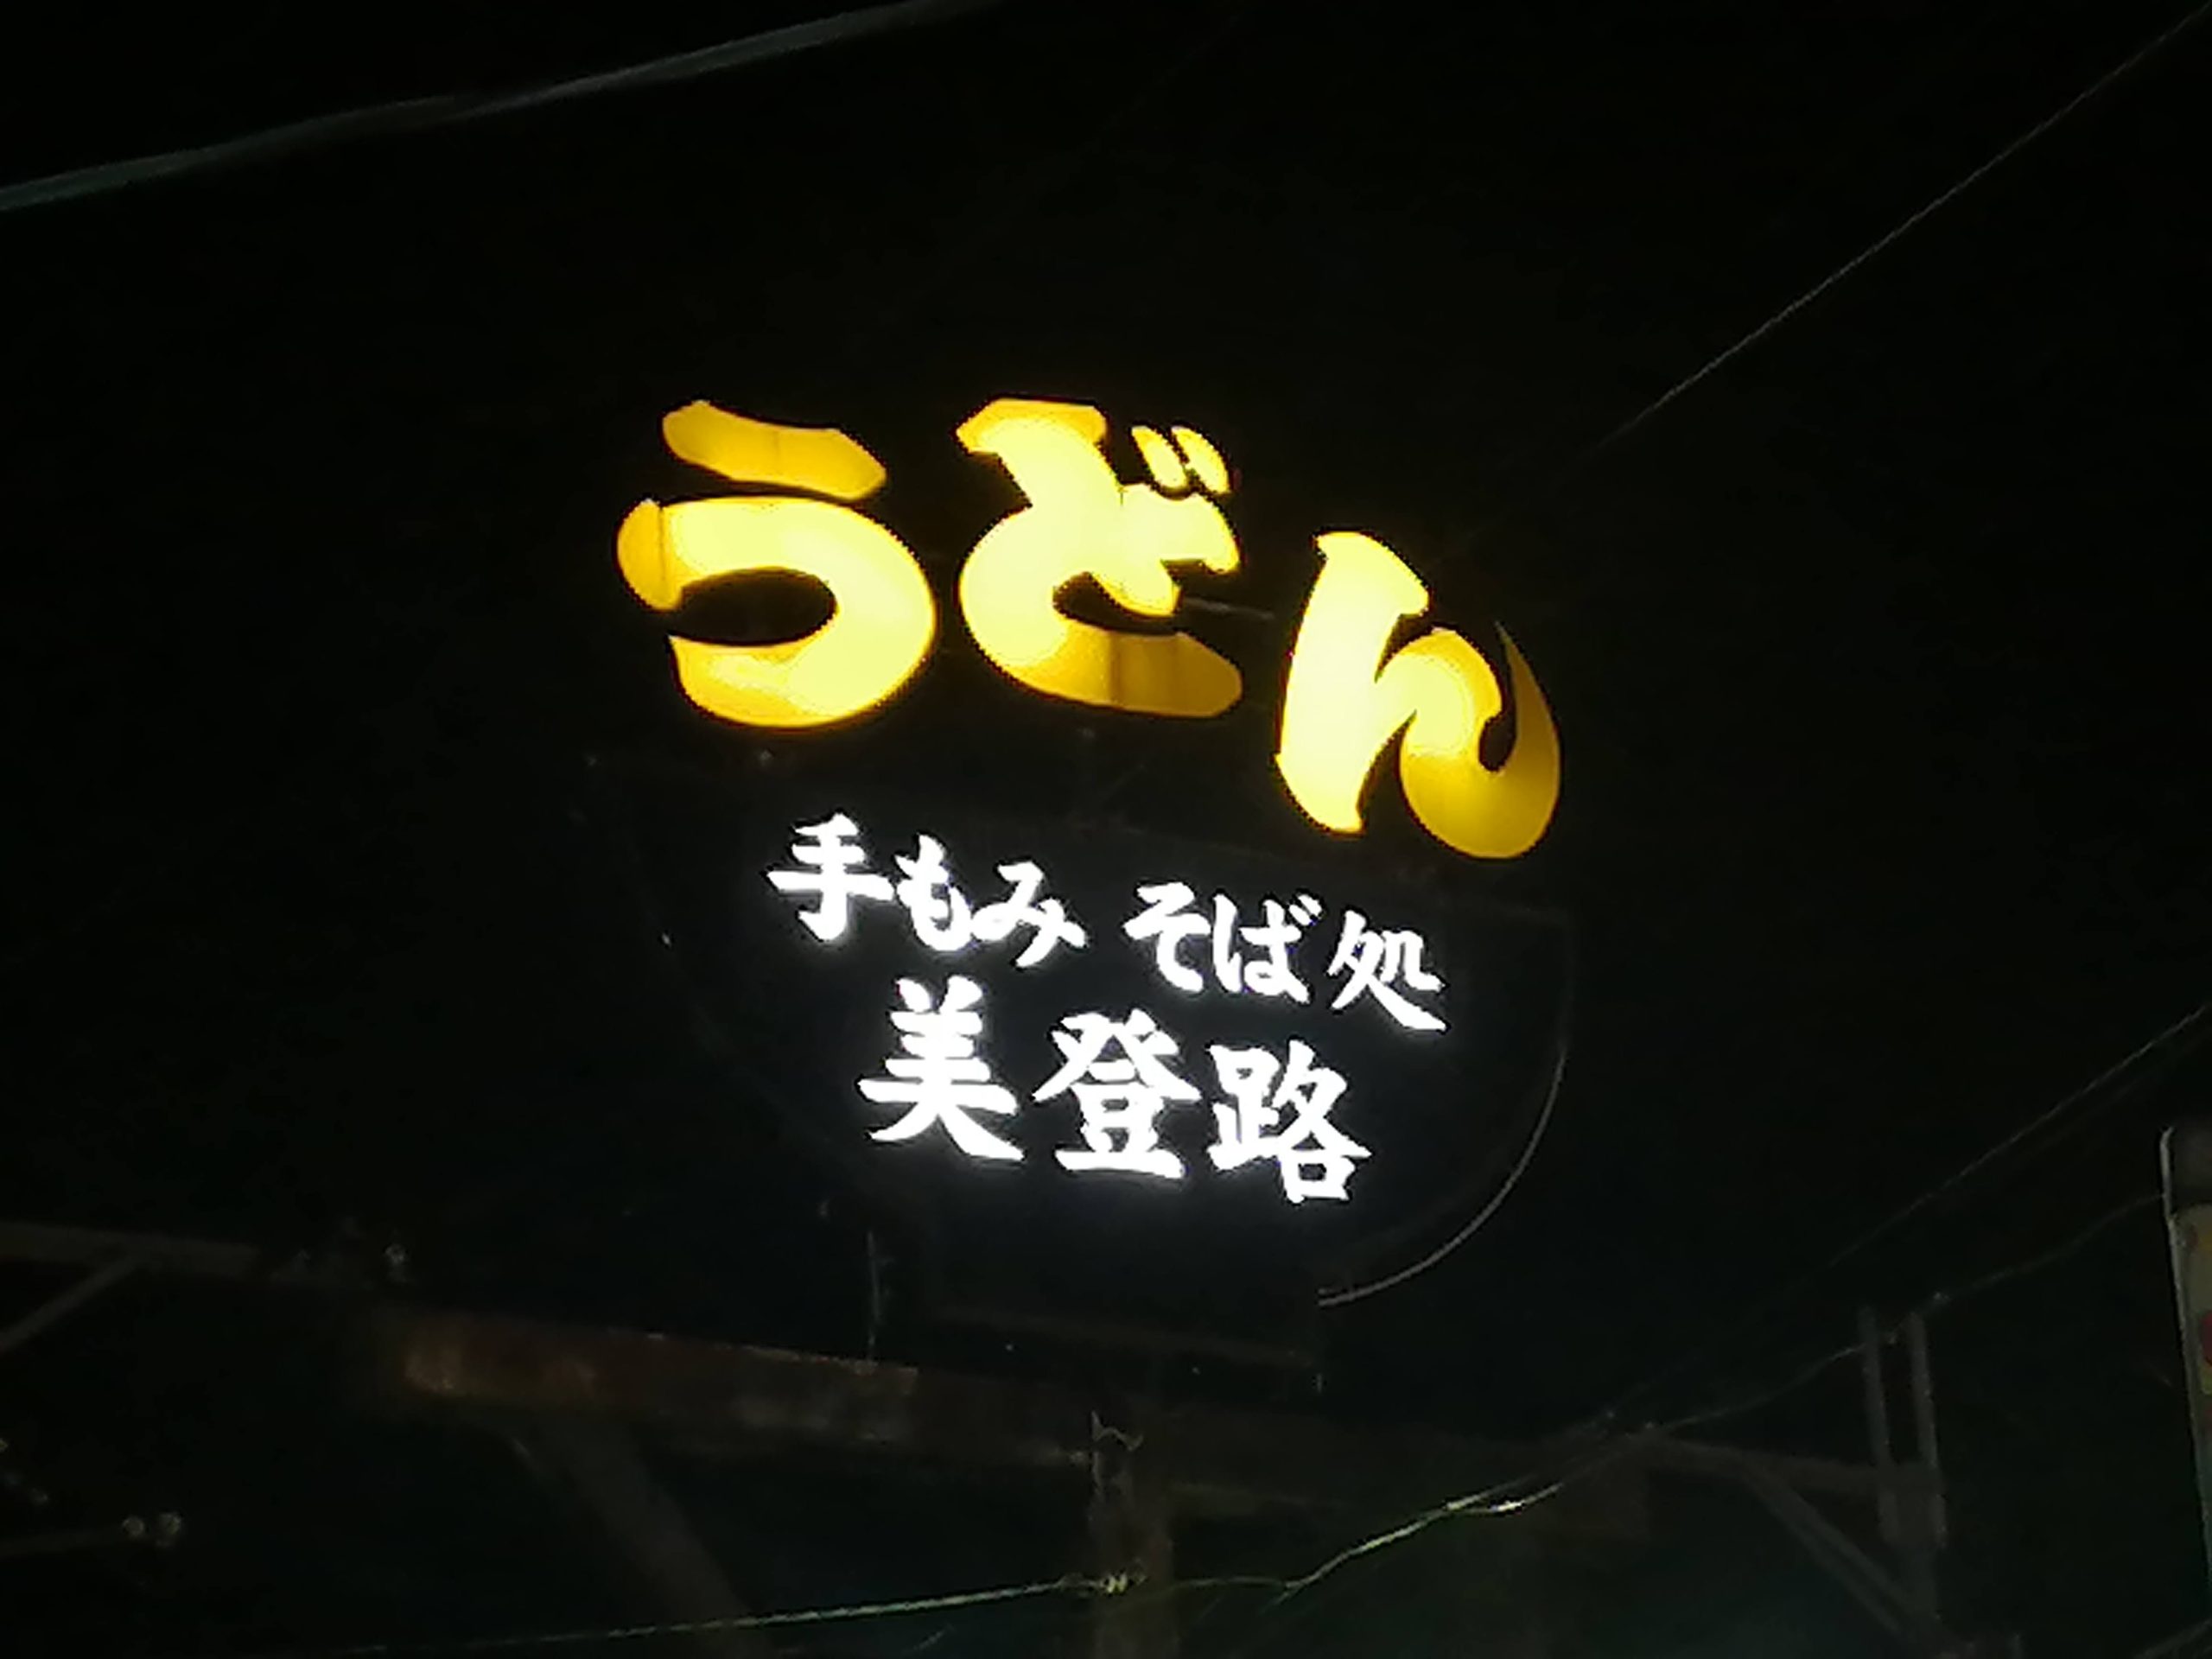 うどん
手もみ そば処
美登路